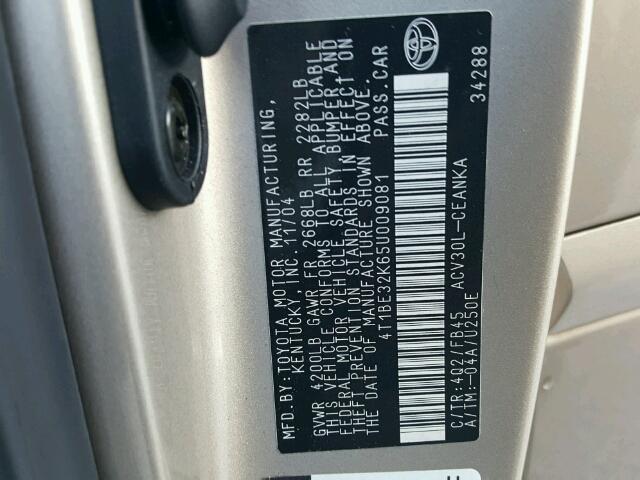 MFD. BY: TOYOTA MOTOR MANUFACTURING,
KENTUCKY, INC. 11/04
GVWR 4200LB GAWR FR 2668LB RR 2282LB
THIS VEHICLE CONFORMS TO ALL APPLICABLE
FEDERAL MOTOR VEHICLE SAFETY, BUMPER, AND
THEFT PREVENTION STANDARDS IN EFFECT ON
THE DATE OF MANUFACTURE SHOWN ABOVE.
4T1BE32K65U009081 PASS. CAR
C/TR:4Q2/FB45 ACV30L-CEANKA
A/TM:-04A/U250E 34288